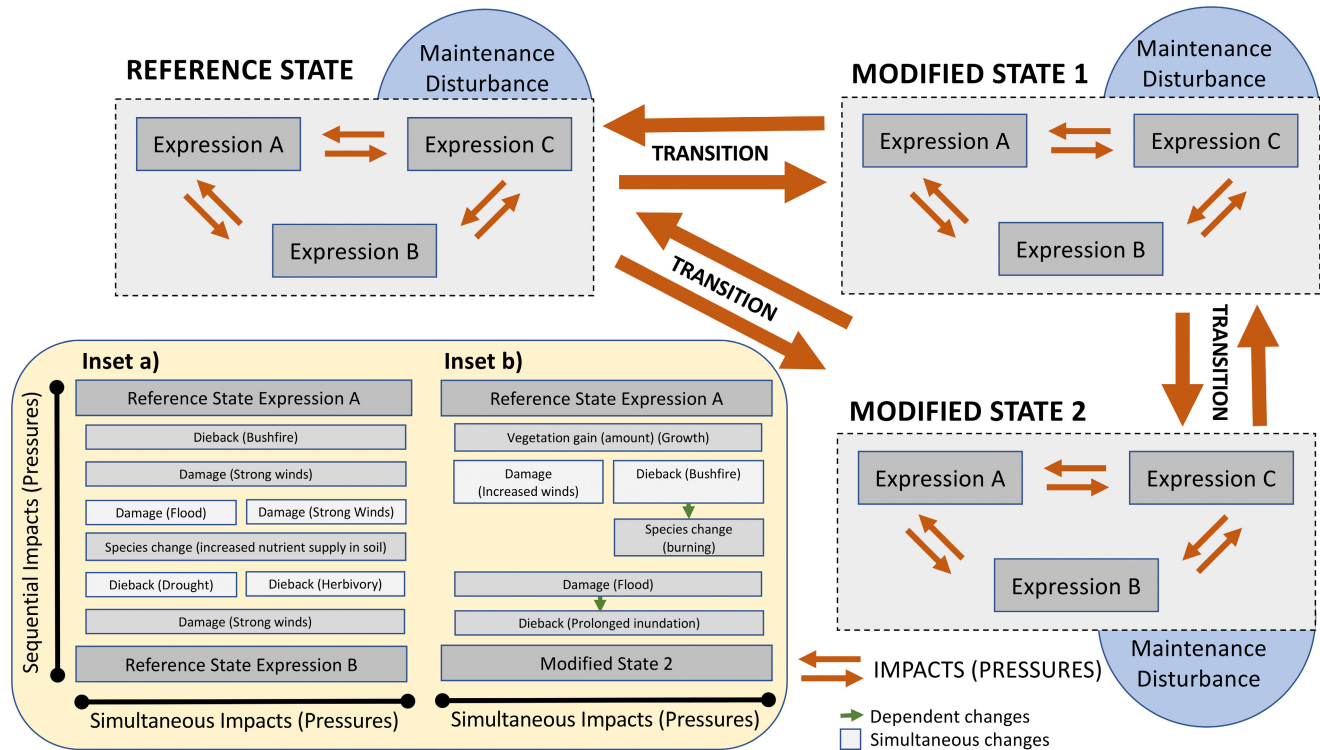 REFERENCE STATE
Maintenance
Disturbance
Expression A
Expression C
Expression B
TRANSITION
MODIFIED STATE 1
Maintenance
Disturbance
Expression A
Expression C
Expression B
TRANSITION
TRANSITION
MODIFIED STATE 2
Expression A
Expression C
Expression B
Maintenance
Disturbance
Inset a)
Reference State Expression A
Dieback (Bushfire)
Damage (Strong winds)
Damage (Flood)
Damage (Strong Winds)
Species change (increased nutrient supply in soil)
Dieback (Drought)
Dieback (Herbivory)
Damage (Strong winds)
Reference State Expression B
Sequential Impacts (Pressures)
Simultaneous Impacts (Pressures)
Inset b)
Reference State Expression A
Vegetation gain (amount) (Growth)
Damage
(Increased winds)
Dieback (Bushfire)
Species change
(burning)
Damage (Flood)
Dieback (Prolonged inundation)
Modified State 2
Simultaneous Impacts (Pressures)
IMPACTS (PRESSURES)
Dependent changes
Simultaneous changes